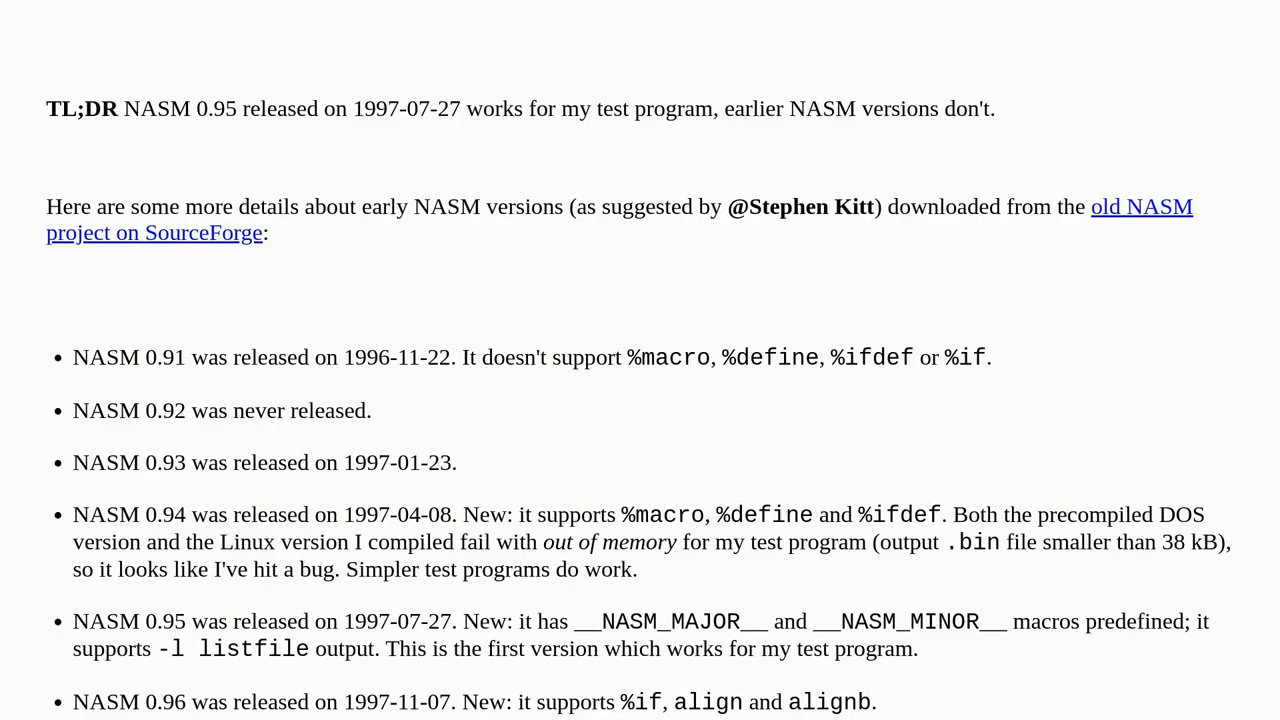 TL;DR NASM 0.95 released on 1997-07-27 works for my test program, earlier NASM versions don't.
Here are some more details about early NASM versions (as suggested by @Stephen Kitt) downloaded from the old NASM
project on SourceForge:
• NASM 0.91 was released on 1996-11-22. It doesn't support %macro, %define, %ifdef or %if.
• NASM 0.92 was never released.
• NASM 0.93 was released on 1997-01-23.
• NASM 0.94 was released on 1997-04-08. New: it supports %macro, %define and %ifdef. Both the precompiled DOS
version and the Linux version I compiled fail with out of memory for my test program (output .bin file smaller than 38 kB),
so it looks like I've hit a bug. Simpler test programs do work.
• NASM 0.95 was released on 1997-07-27. New: it has __NASM_MAJOR__ and __NASM_MINOR__ macros predefined; it
supports -l listfile output. This is the first version which works for my test program.
• NASM 0.96 was released on 1997-11-07. New: it supports %if, align and alignb.